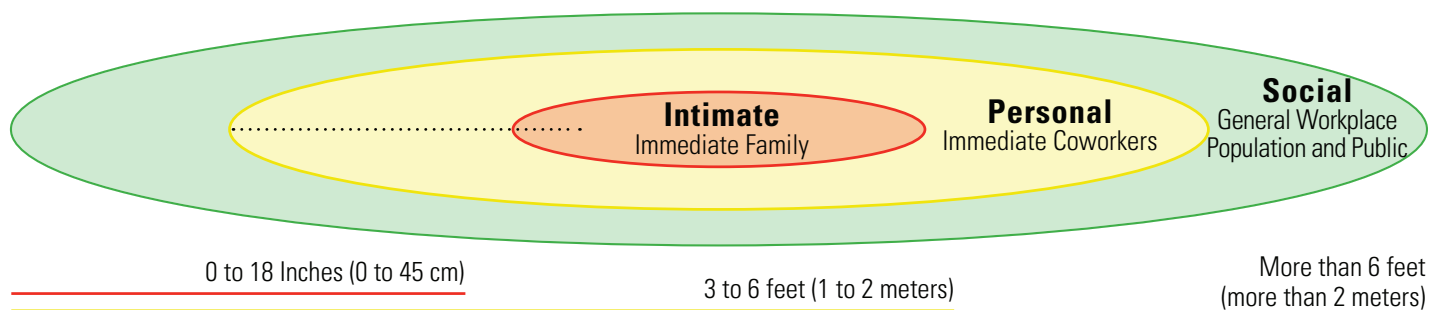 Intimate
Immediate Family
Personal
Immediate Coworkers
Social
General Workplace
Population and Public
0 to 18 Inches (0 to 45 cm)
3 to 6 feet (1 to 2 meters)
More than 6 feet
(more than 2 meters)